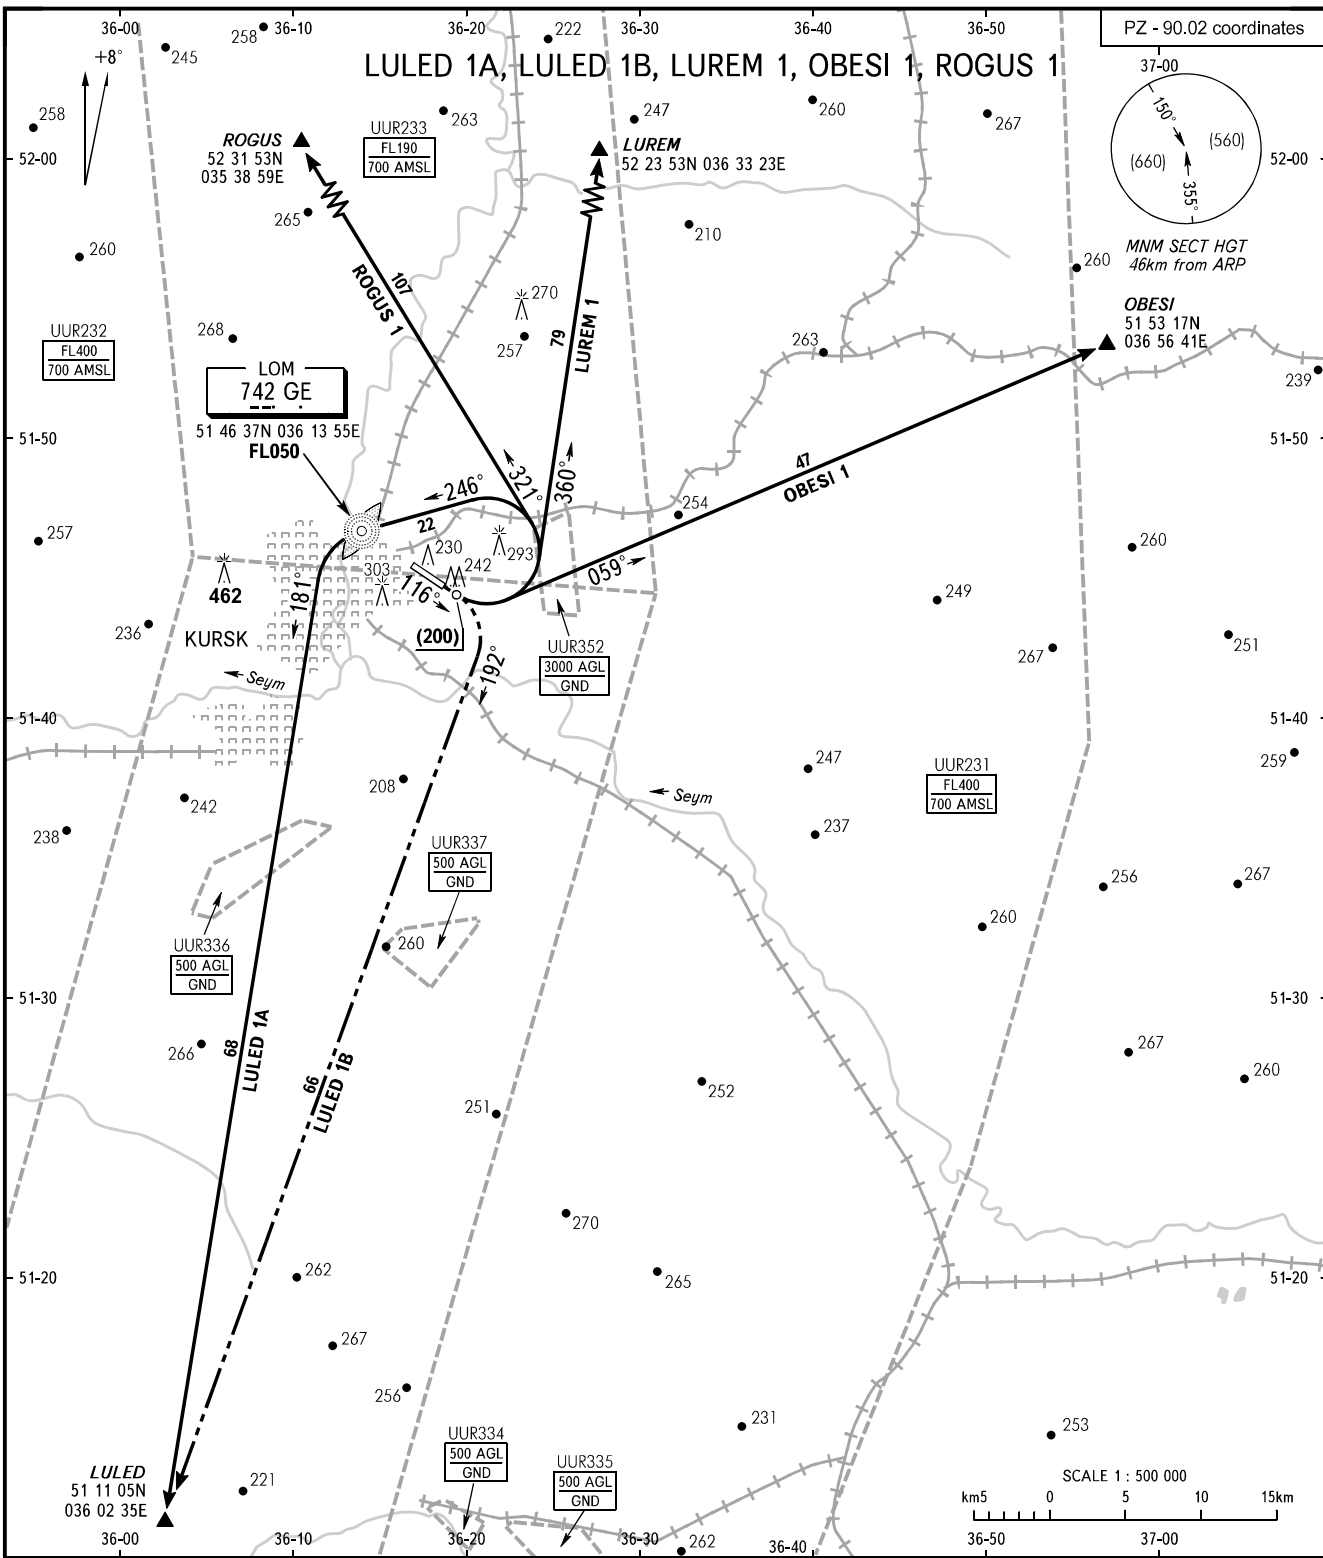 36-00
36-10
36-20
36-30
36-40
36-50
PZ - 90.02 coordinates
37-00
LULED 1A, LULED 1B, LUREM 1, OBESI 1, ROGUS 1
+8°
245
258
222
258
263
247
260
267
UUR233
FL190
700 AMSL
ROGUS
52 31 53N
035 38 59E
LUREM
52 23 53N 036 33 23E
52-00
52-00
150°
(560)
(660)
355°
MNM SECT HGT
46km from ARP
265
210
260
260
107
ROGUS 1
270
257
79
LUREM 1
OBESI
51 53 17N
036 56 41E
UUR232
FL400
700 AMSL
268
263
239
LOM
742 GE
51 46 37N 036 13 55E
FL050
51-50
51-50
47
OBESI 1
246°
321°
360°
22
254
257
230
293
242
303
059°
260
462
181°
116°
249
236
KURSK
(200)
192°
UUR352
3000 AGL
GND
267
251
Seym
51-40
51-40
247
259
UUR231
FL400
700 AMSL
208
242
Seym
238
237
UUR337
500 AGL
GND
256
267
260
260
UUR336
500 AGL
GND
51-30
51-30
266
68
LULED 1A
267
260
66
LULED 1B
252
251
270
262
265
51-20
51-20
267
256
231
253
UUR334
500 AGL
GND
UUR335
500 AGL
GND
LULED
51 11 05N
036 02 35E
221
SCALE 1 : 500 000
km5 0 5 10 15km
262
36-00
36-10
36-20
36-30
36-40
36-50
37-00